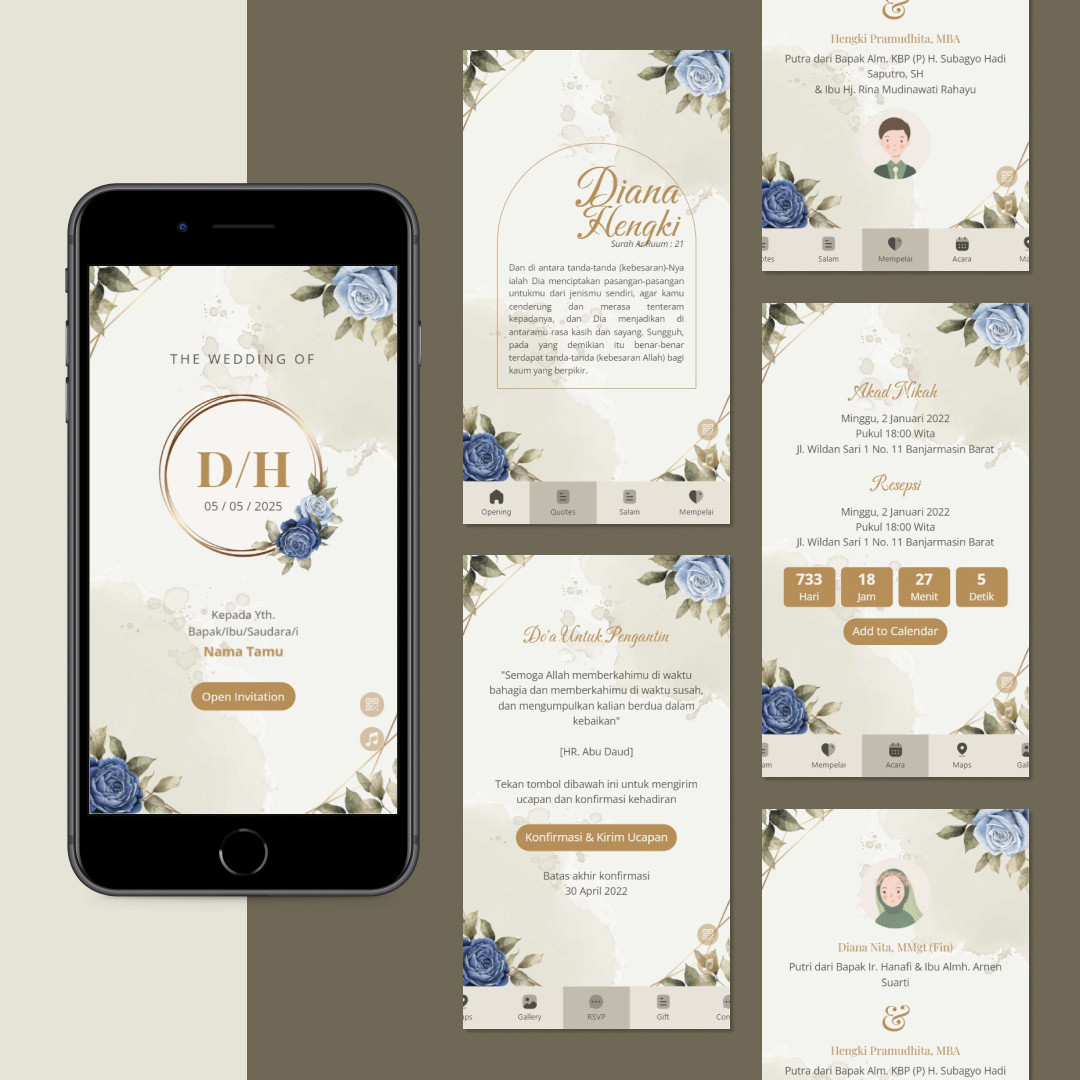 THE WEDDING OF
D/H
05 / 05 / 2025
Kepada Yth.
Bapak/Ibu/Saudara/i
Nama Tamu
Open Invitation
Diana
Hengki
Surah Ar-Ruum : 21
Dan di antara tanda-tanda (kebesaran)-Nya
ialah Dia menciptakan pasangan-pasangan
untukmu dari jenismu sendiri, agar kamu
cenderung dan merasa tenteram
kepadanya, dan Dia menjadikan di
antaramu rasa kasih dan sayang. Sungguh,
pada yang demikian itu benar-benar
terdapat tanda-tanda (kebesaran Allah) bagi
kaum yang berpikir.
Opening Quotes Salam Mempelai
Do'a Untuk Pengantin
"Semoga Allah memberkahimu di waktu
bahagia dan memberkahimu di waktu susah,
dan mengumpulkan kalian berdua dalam
kebaikan"
[HR. Abu Daud]
Tekan tombol dibawah ini untuk mengirim
ucapan dan konfirmasi kehadiran
Konfirmasi & Kirim Ucapan
Batas akhir konfirmasi
30 April 2022
Gallery RSVP Gift
&
Hengki Pramudhita, MBA
Putra dari Bapak Alm. KBP (P) H. Subagyo Hadi
Saputro, SH
& Ibu Hj. Rina Mudinawati Rahayu
Salam Mempelai Acara
Akad Nikah
Minggu, 2 Januari 2022
Pukul 18:00 Wita
Jl. Wildan Sari 1 No. 11 Banjarmasin Barat
Resepsi
Minggu, 2 Januari 2022
Pukul 18:00 Wita
Jl. Wildan Sari 1 No. 11 Banjarmasin Barat
733 18 27 5
Hari Jam Menit Detik
Add to Calendar
Mempelai Acara Maps
Diana Nita, MMgt (Fin)
Putri dari Bapak Ir. Hanafi & Ibu Almh. Arnen
Suarti
&
Hengki Pramudhita, MBA
Putra dari Bapak Alm. KBP (P) H. Subagyo Hadi